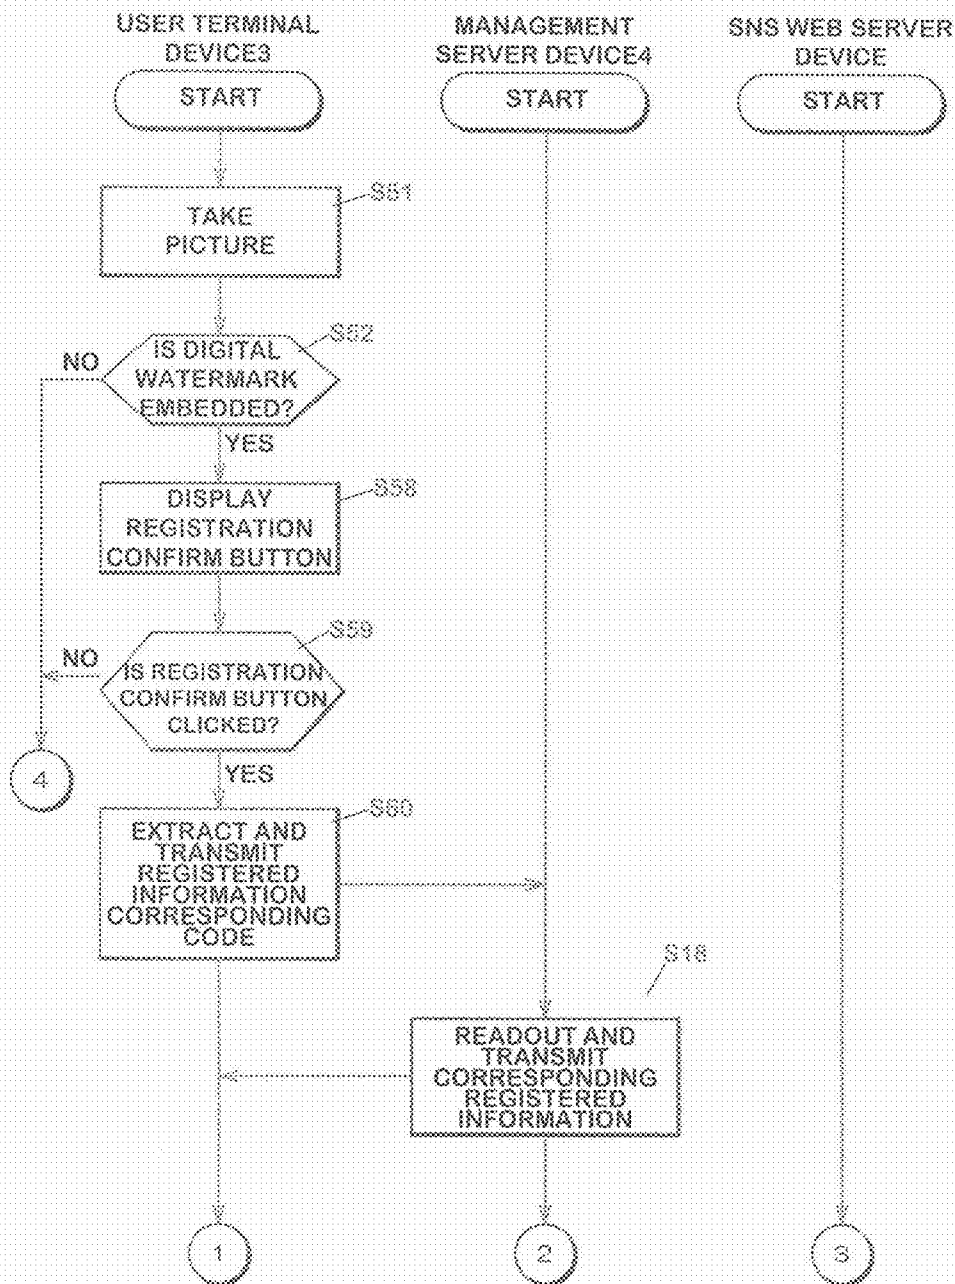 USER TERMINAL
DEVICE3
START
MANAGEMENT
SERVER DEVICE4
START
SNS WEB SERVER
DEVICE
START
S51
TAKE
PICTURE
S52
IS DIGITAL
WATERMARK
EMBEDDED?
NO
YES
S58
DISPLAY
REGISTRATION
CONFIRM BUTTON
S59
IS REGISTRATION
CONFIRM BUTTON
CLICKED?
NO
YES
4
S60
EXTRACT AND
TRANSMIT
REGISTERED
INFORMATION
CORRESPONDING
CODE
S18
READOUT AND
TRANSMIT
CORRESPONDING
REGISTERED
INFORMATION
1
2
3